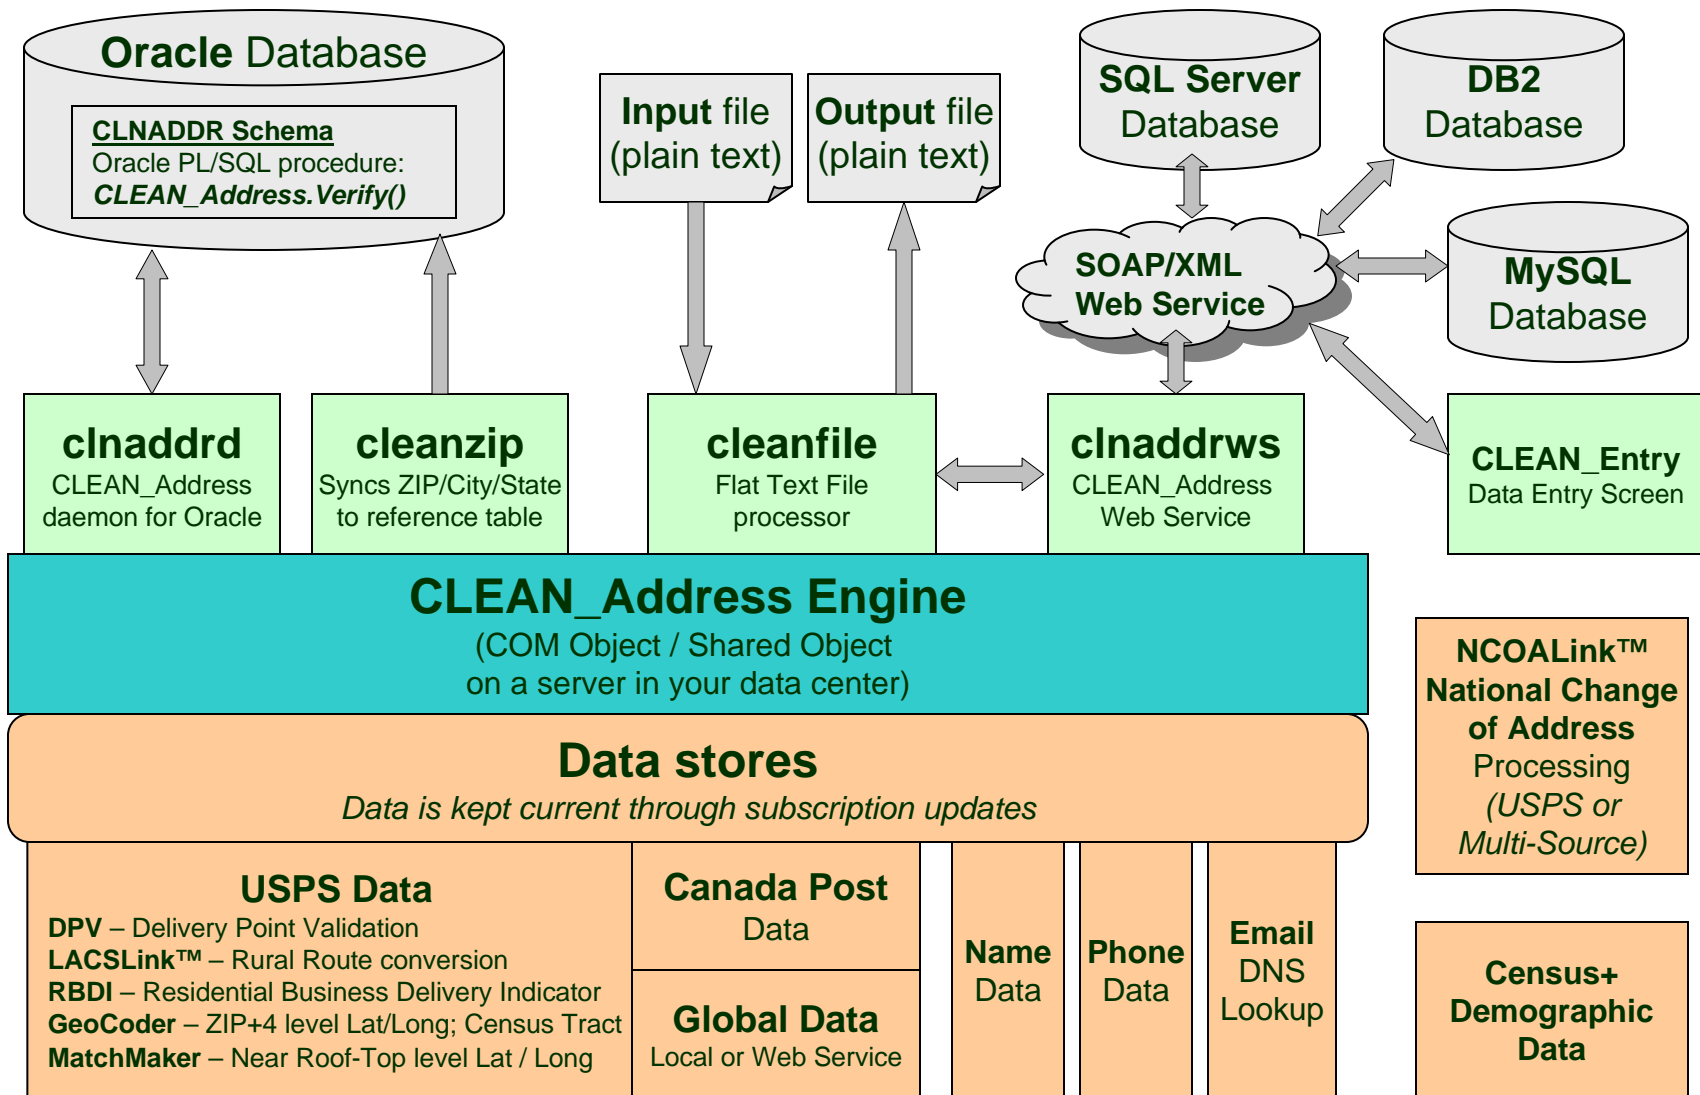 Oracle Database
CLNADDR Schema
Oracle PL/SQL procedure:
CLEAN_Address.Verify()
Input file
(plain text)
Output file
(plain text)
SQL Server
Database
DB2
Database
MySQL
Database
SOAP/XML
Web Service
clnaddrd
CLEAN_Address
daemon for Oracle
cleanzip
Syncs ZIP/City/State
to reference table
cleanfile
Flat Text File
processor
clnaddrws
CLEAN_Address
Web Service
CLEAN_Entry
Data Entry Screen
CLEAN_Address Engine
(COM Object / Shared Object
on a server in your data center)
Data stores
Data is kept current through subscription updates
USPS Data
DPV – Delivery Point Validation
LACSLink™ – Rural Route conversion
RBDI – Residential Business Delivery Indicator
GeoCoder – ZIP+4 level Lat/Long; Census Tract
MatchMaker – Near Roof-Top level Lat / Long
Canada Post
Data
Global Data
Local or Web Service
Name
Data
Phone
Data
Email
DNS
Lookup
NCOALink™
National Change
of Address
Processing
(USPS or
Multi-Source)
Census+
Demographic
Data